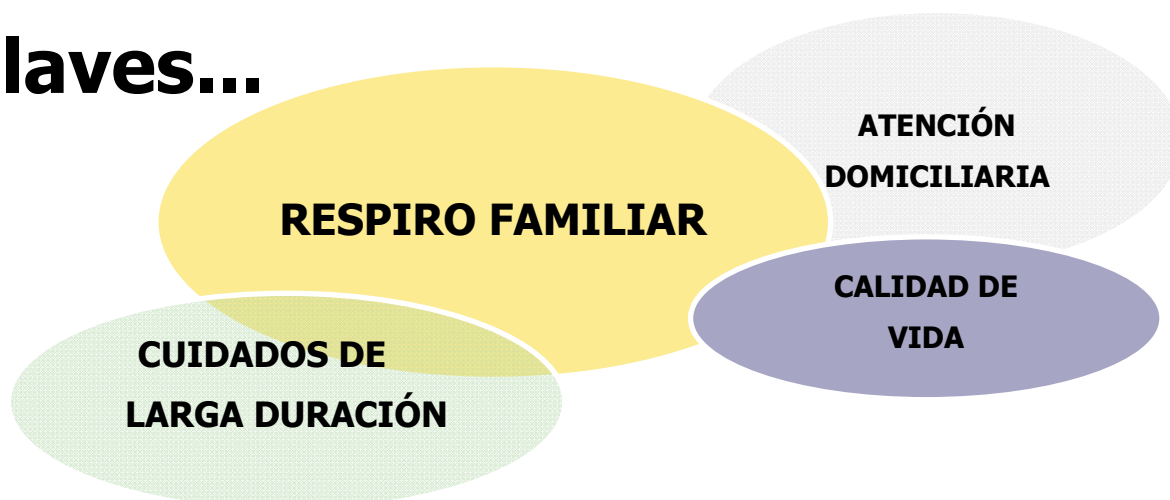 laves...
ATENCIÓN
DOMICILIARIA
RESPIRO FAMILIAR
CALIDAD DE
VIDA
CUIDADOS DE
LARGA DURACIÓN